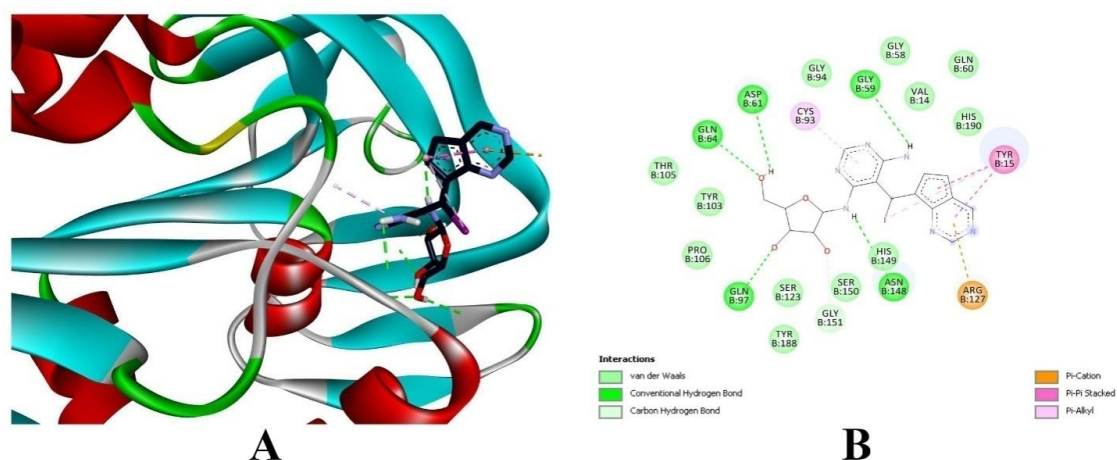 GLY
B:58
GLN
B:60
GLY
B:94
GLY
B:59
VAL
B:14
ASP
B:61
CYS
B:93
HIS
B:190
GLN
B:64
TYR
B:15
THR
B:105
TYR
B:103
PRO
B:106
HIS
B:149
GLN
B:97
SER
B:123
SER
B:150
ASN
B:148
ARG
B:127
GLY
B:151
TYR
B:188
H
H
H
Interactions
van der Waals
Conventional Hydrogen Bond
Carbon Hydrogen Bond
Pi-Cation
Pi-Pi Stacked
Pi-Alkyl
A
B